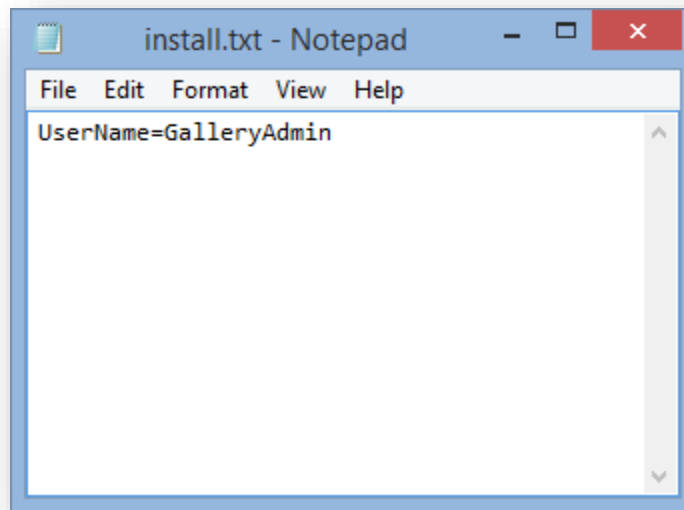 install.txt - Notepad
File Edit Format View Help
UserName=GalleryAdmin